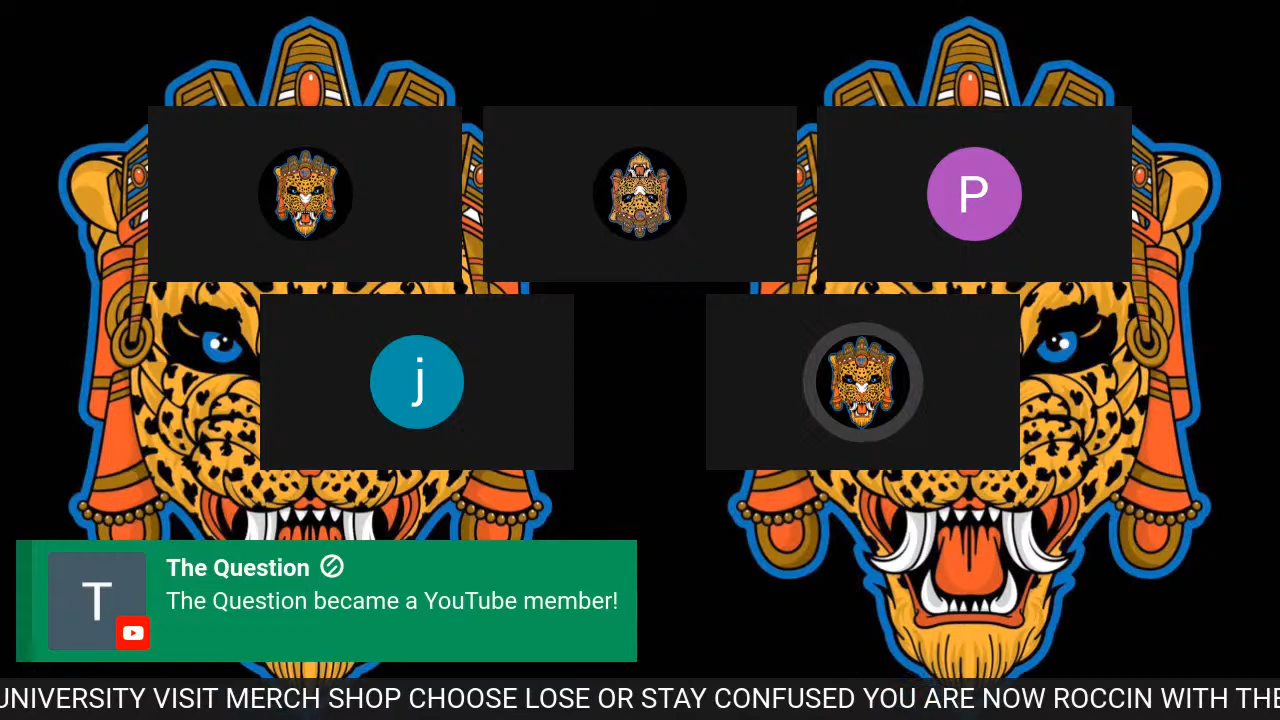 P
j
T
The Question
The Question became a YouTube member!
UNIVERSITY VISIT MERCH SHOP CHOOSE LOSE OR STAY CONFUSED YOU ARE NOW ROCCIN WITH THE